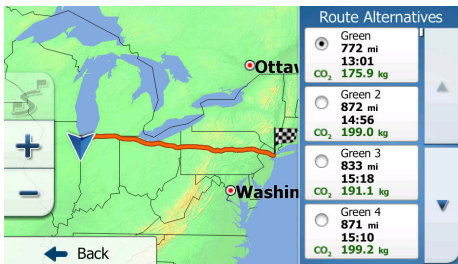 Route Alternatives
Green
772 mi
13:01
CO₂ 175.9 kg
Green 2
872 mi
14:56
CO₂ 199.0 kg
Green 3
833 mi
15:18
CO₂ 191.1 kg
Green 4
871 mi
15:10
CO₂ 199.2 kg
Ottav
Washin
+
−
Back